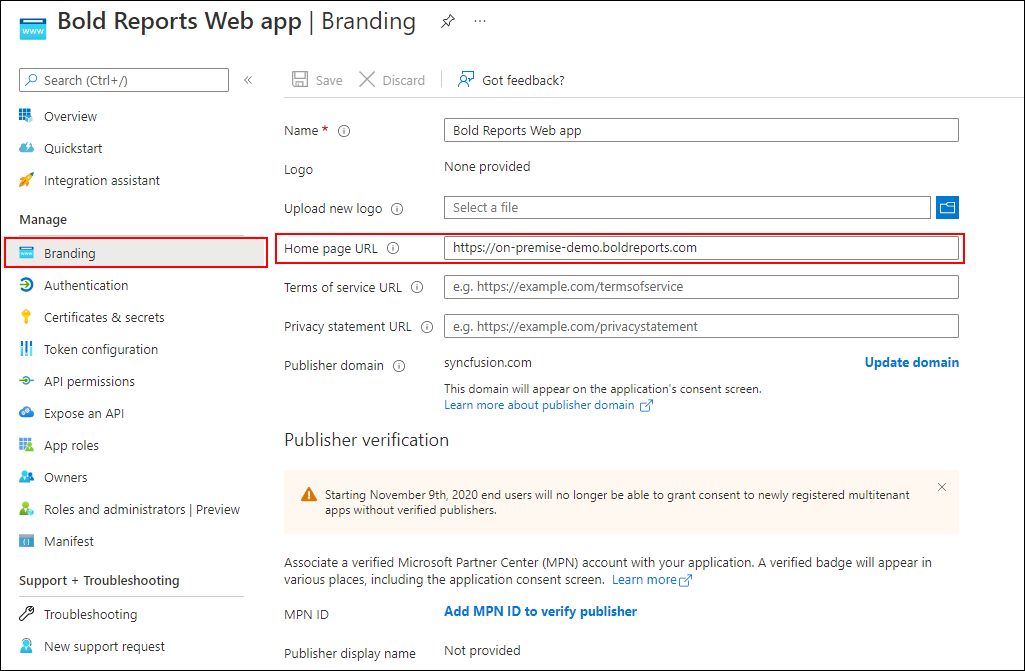 Bold Reports Web app | Branding
Search (Ctrl+/)
Overview
Quickstart
Integration assistant
Manage
Branding
Authentication
Certificates & secrets
Token configuration
API permissions
Expose an API
App roles
Owners
Roles and administrators | Preview
Manifest
Support + Troubleshooting
Troubleshooting
New support request
Save
Discard
Got feedback?
Name *
Bold Reports Web app
Logo
None provided
Upload new logo
Select a file
Home page URL
https://on-premise-demo.boldreports.com
Terms of service URL
e.g. https://example.com/termsofservice
Privacy statement URL
e.g. https://example.com/privacystatement
Publisher domain
syncfusion.com
Update domain
This domain will appear on the application's consent screen.
Learn more about publisher domain
Publisher verification
Starting November 9th, 2020 end users will no longer be able to grant consent to newly registered multitenant
apps without verified publishers.
Associate a verified Microsoft Partner Center (MPN) account with your application. A verified badge will appear in
various places, including the application consent screen. Learn more
MPN ID
Add MPN ID to verify publisher
Publisher display name
Not provided